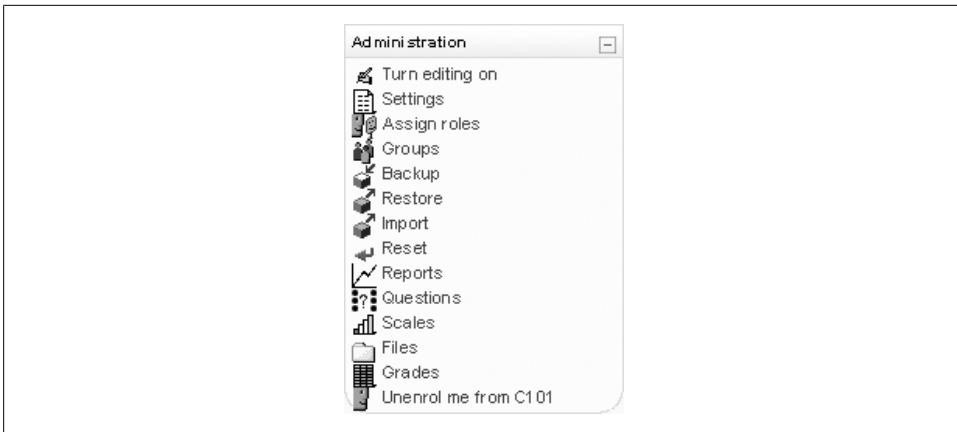 Administration
Turn editing on
Settings
Assign roles
Groups
Backup
Restore
Import
Reset
Reports
Questions
Scales
Files
Grades
Unenrol me from C101